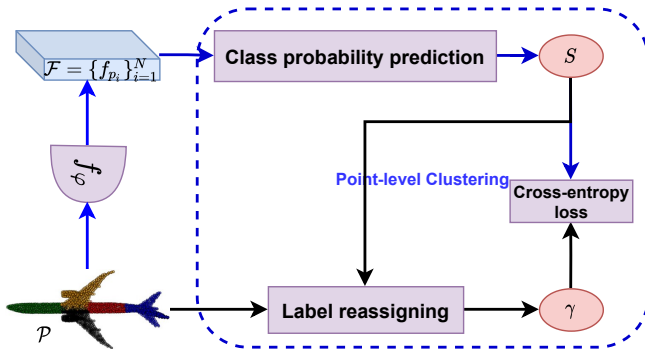 𝓕 = {f_{p_i}}_{i=1}^{N}
Class probability prediction
S
f_φ
Point-level Clustering
Cross-entropy
loss
𝒫
Label reassigning
γ